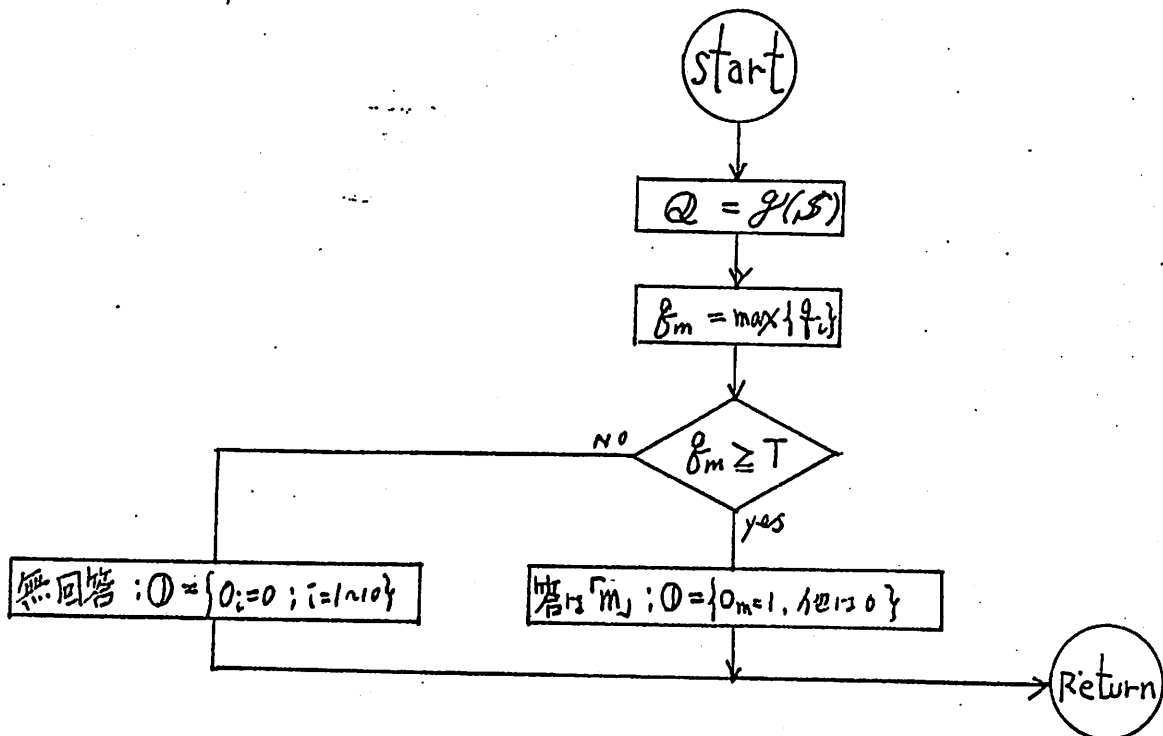 start
Q = g(S)
qm = max{qi}
qm ≧ T
NO
yes
無回答 ; O = {Oi=0 ; i=1~10}
答は「m」; O = {Om=1, 他は0}
Return